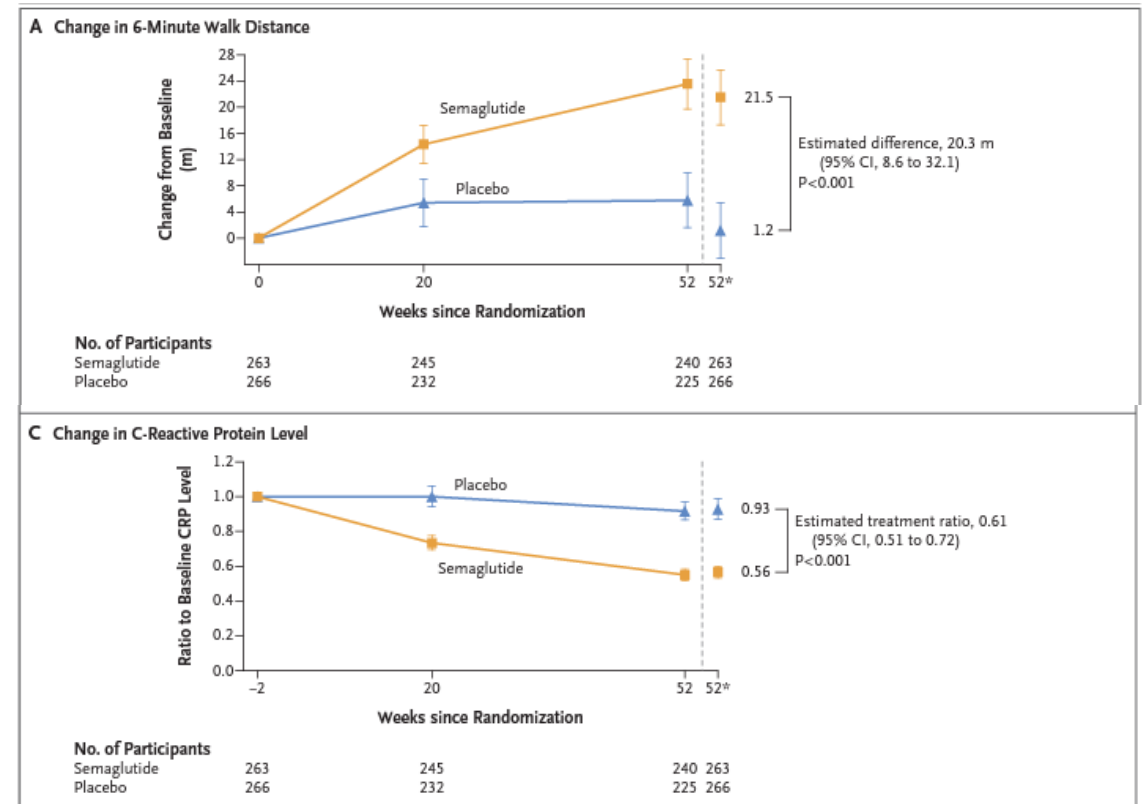 A Change in 6-Minute Walk Distance
Change from Baseline
(m)
28
24
20
16
12
8
4
0
Semaglutide
Placebo
21.5
1.2
Estimated difference, 20.3 m
(95% CI, 8.6 to 32.1)
P<0.001
0 20 52 52*
Weeks since Randomization
No. of Participants
Semaglutide 263 245 240 263
Placebo 266 232 225 266
C Change in C-Reactive Protein Level
Ratio to Baseline CRP Level
1.2
1.0
0.8
0.6
0.4
0.2
0.0
Placebo
Semaglutide
0.93
0.56
Estimated treatment ratio, 0.61
(95% CI, 0.51 to 0.72)
P<0.001
–2 20 52 52*
Weeks since Randomization
No. of Participants
Semaglutide 263 245 240 263
Placebo 266 232 225 266